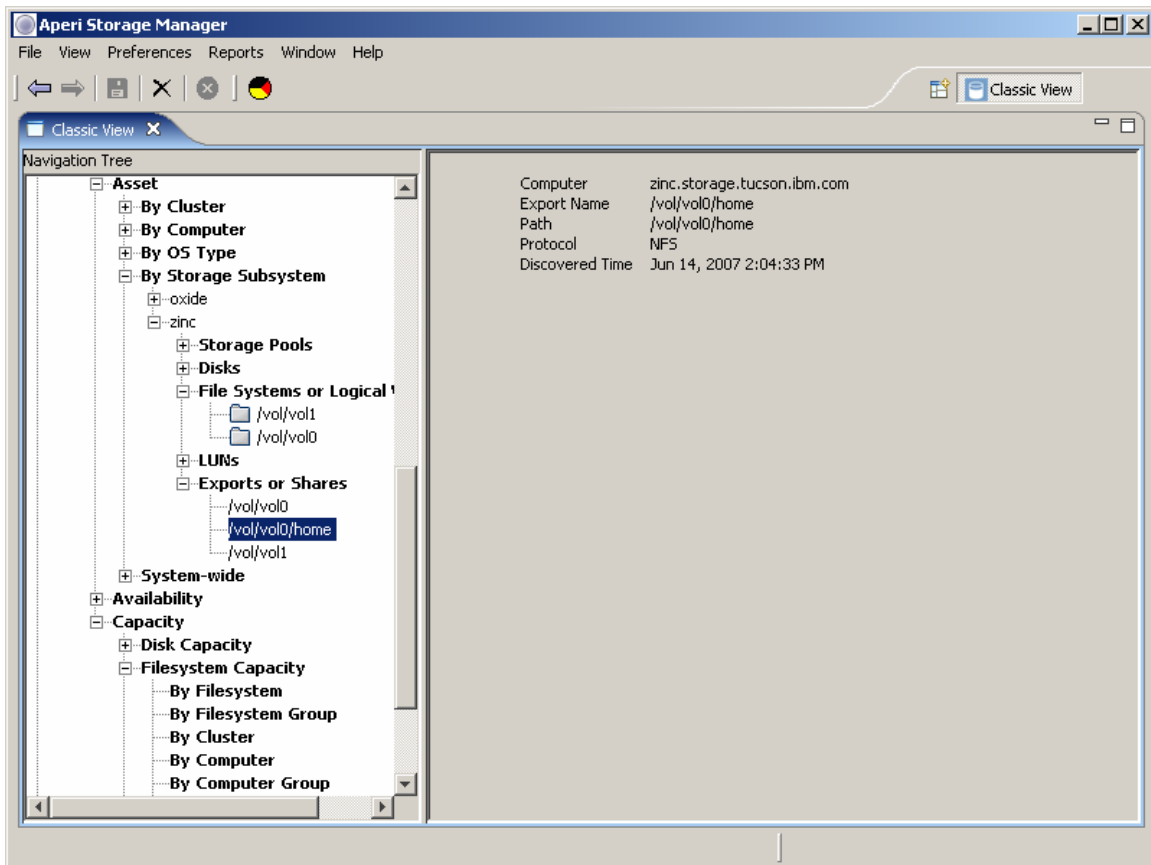 Aperi Storage Manager
File View Preferences Reports Window Help
Classic View
Classic View
Navigation Tree
Asset
By Cluster
By Computer
By OS Type
By Storage Subsystem
oxide
zinc
Storage Pools
Disks
File Systems or Logical
/vol/vol1
/vol/vol0
LUNs
Exports or Shares
/vol/vol0
/vol/vol0/home
/vol/vol1
System-wide
Availability
Capacity
Disk Capacity
Filesystem Capacity
By Filesystem
By Filesystem Group
By Cluster
By Computer
By Computer Group
Computer zinc.storage.tucson.ibm.com
Export Name /vol/vol0/home
Path /vol/vol0/home
Protocol NFS
Discovered Time Jun 14, 2007 2:04:33 PM